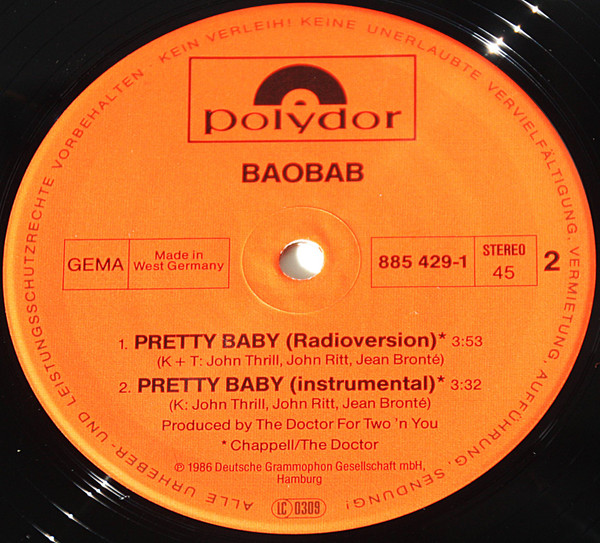 ALLE URHEBER- UND LEISTUNGSSCHUTZRECHTE VORBEHALTEN · KEIN VERLEIH! KEINE UNERLAUBTE VERVIELFÄLTIGUNG, VERMIETUNG, AUFFÜHRUNG, SENDUNG!
polydor
BAOBAB
GEMA
Made in
West Germany
885 429-1
STEREO
45
2
1. PRETTY BABY (Radioversion)* 3:53
(K + T: John Thrill, John Ritt, Jean Bronté)
2. PRETTY BABY (instrumental)* 3:32
(K: John Thrill, John Ritt, Jean Bronté)
Produced by The Doctor For Two 'n You
* Chappell/The Doctor
℗ 1986 Deutsche Grammophon Gesellschaft mbH,
Hamburg
LC 0309